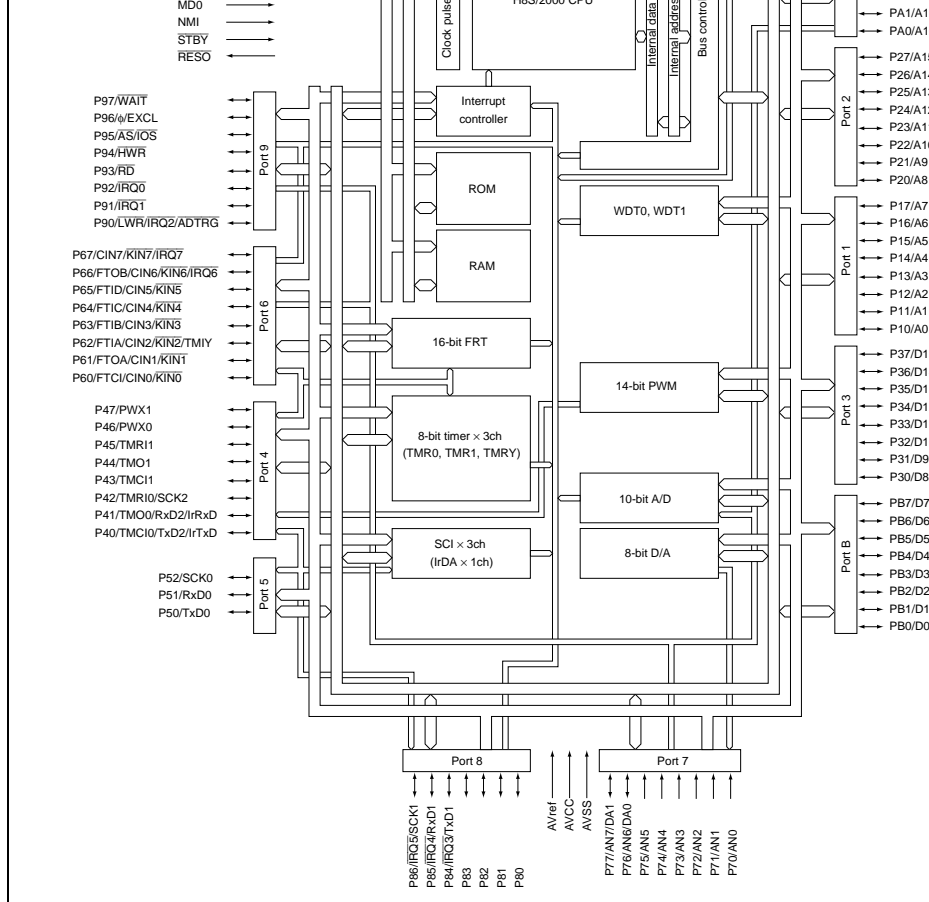 MD0
NMI
STBY
RESO
Clock pulse
H8S/2000 CPU
Internal data
Internal address
Bus control
PA1/A1
PA0/A1
P97/WAIT
P96/ϕ/EXCL
P95/AS/IOS
P94/HWR
P93/RD
P92/IRQ0
P91/IRQ1
P90/LWR/IRQ2/ADTRG
Port 9
P67/CIN7/KIN7/IRQ7
P66/FTOB/CIN6/KIN6/IRQ6
P65/FTID/CIN5/KIN5
P64/FTIC/CIN4/KIN4
P63/FTIB/CIN3/KIN3
P62/FTIA/CIN2/KIN2/TMIY
P61/FTOA/CIN1/KIN1
P60/FTCI/CIN0/KIN0
Port 6
P47/PWX1
P46/PWX0
P45/TMRI1
P44/TMO1
P43/TMCI1
P42/TMRI0/SCK2
P41/TMO0/RxD2/IrRxD
P40/TMCI0/TxD2/IrTxD
Port 4
P52/SCK0
P51/RxD0
P50/TxD0
Port 5
Interrupt
controller
ROM
RAM
16-bit FRT
8-bit timer × 3ch
(TMR0, TMR1, TMRY)
SCI × 3ch
(IrDA × 1ch)
WDT0, WDT1
14-bit PWM
10-bit A/D
8-bit D/A
Port 2
P27/A15
P26/A14
P25/A13
P24/A12
P23/A11
P22/A10
P21/A9
P20/A8
Port 1
P17/A7
P16/A6
P15/A5
P14/A4
P13/A3
P12/A2
P11/A1
P10/A0
Port 3
P37/D1
P36/D1
P35/D1
P34/D1
P33/D1
P32/D1
P31/D9
P30/D8
Port B
PB7/D7
PB6/D6
PB5/D5
PB4/D4
PB3/D3
PB2/D2
PB1/D1
PB0/D0
Port 8
P86/IRQ5/SCK1
P85/IRQ4/RxD1
P84/IRQ3/TxD1
P83
P82
P81
P80
AVref
AVCC
AVSS
Port 7
P77/AN7/DA1
P76/AN6/DA0
P75/AN5
P74/AN4
P73/AN3
P72/AN2
P71/AN1
P70/AN0